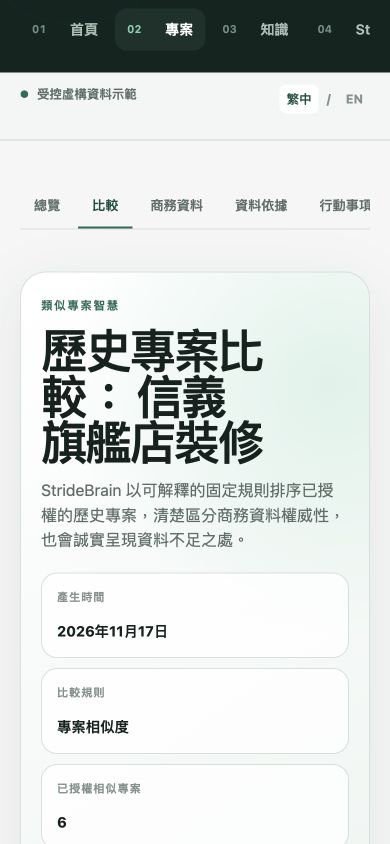 01 首頁 02 專案 03 知識 04 St
受控虛構資料示範
繁中 / EN
總覽 比較 商務資料 資料依據 行動事項
類似專案智慧
歷史專案比
較： 信義
旗艦店裝修
StrideBrain 以可解釋的固定規則排序已授
權的歷史專案，清楚區分商務資料權威性，
也會誠實呈現資料不足之處。
產生時間
2026年11月17日
比較規則
專案相似度
已授權相似專案
6